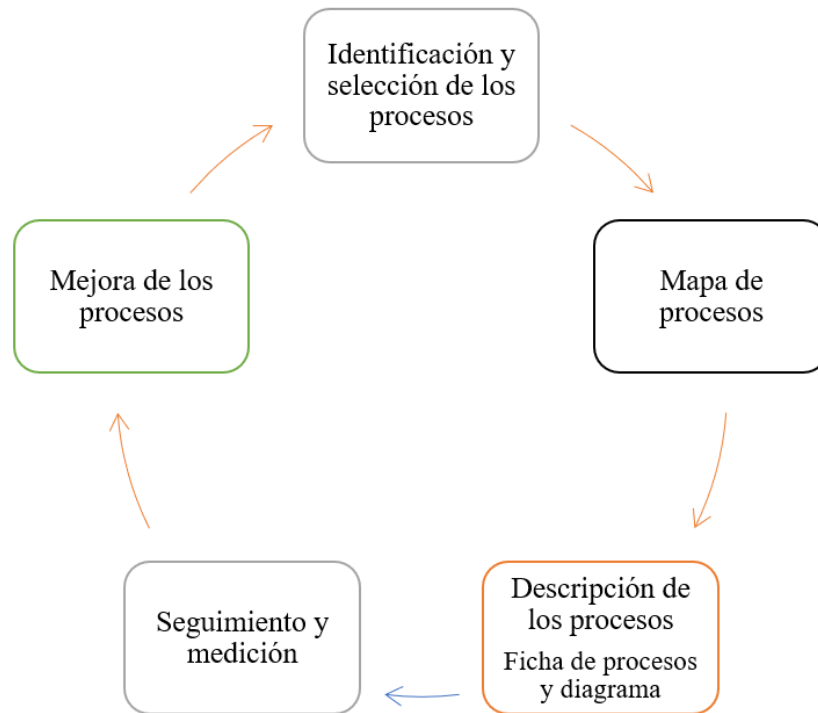 Identificación y
selección de los
procesos
Mapa de
procesos
Descripción de
los procesos
Ficha de procesos
y diagrama
Seguimiento y
medición
Mejora de los
procesos